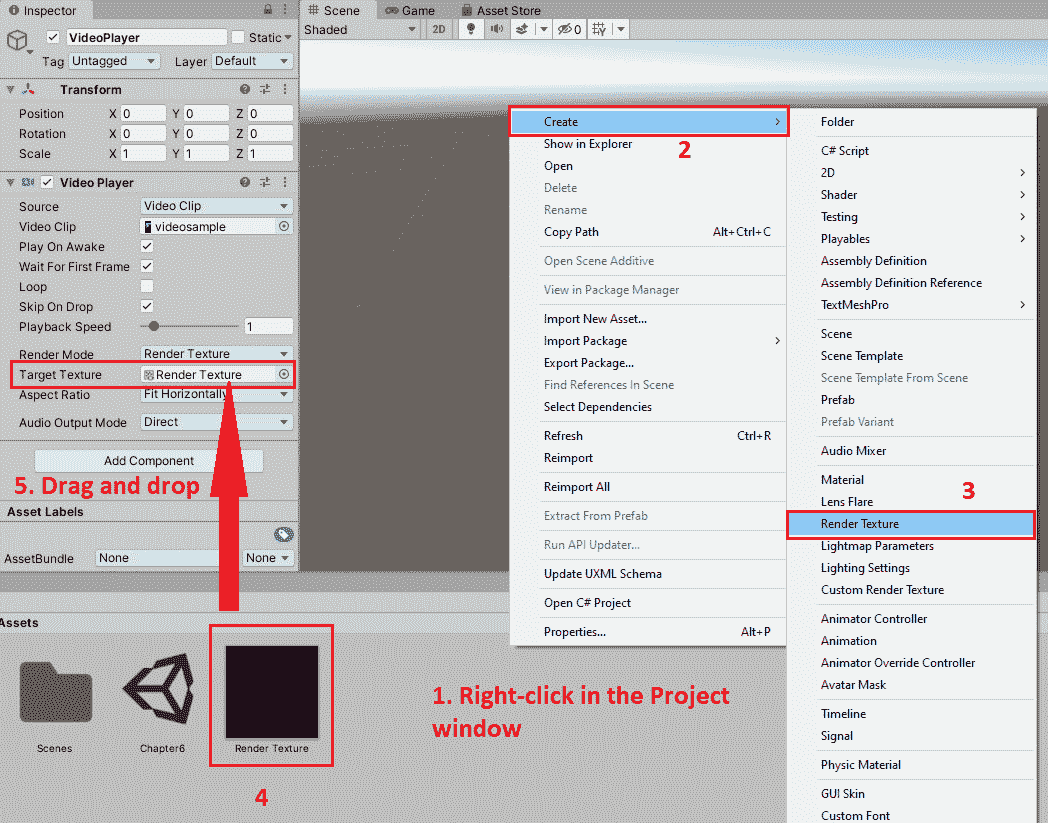 Inspector
VideoPlayer
Static
Tag Untagged Layer Default
Transform
Position X 0 Y 0 Z 0
Rotation X 0 Y 0 Z 0
Scale X 1 Y 1 Z 1
Video Player
Source Video Clip
Video Clip videosample
Play On Awake
Wait For First Frame
Loop
Skip On Drop
Playback Speed 1
Render Mode Render Texture
Target Texture Render Texture
Aspect Ratio Fit Horizontally
Audio Output Mode Direct
Add Component
5. Drag and drop
Asset Labels
AssetBundle None None
Scene Game Asset Store
Shaded 2D 0
Create
2
Show in Explorer
Open
Delete
Rename
Copy Path Alt+Ctrl+C
Open Scene Additive
View in Package Manager
Import New Asset...
Import Package
Export Package...
Find References In Scene
Select Dependencies
Refresh Ctrl+R
Reimport
Reimport All
Extract From Prefab
Run API Updater...
Update UXML Schema
Open C# Project
Properties... Alt+P
Folder
C# Script
2D
Shader
Testing
Playables
Assembly Definition
Assembly Definition Reference
TextMeshPro
Scene
Scene Template
Scene Template From Scene
Prefab
Prefab Variant
Audio Mixer
Material
3
Lens Flare
Render Texture
Lightmap Parameters
Lighting Settings
Custom Render Texture
Animator Controller
Animation
Animator Override Controller
Avatar Mask
Timeline
Signal
Physic Material
GUI Skin
Custom Font
Assets
Scenes
Chapter6
Render Texture
4
1. Right-click in the Project
window